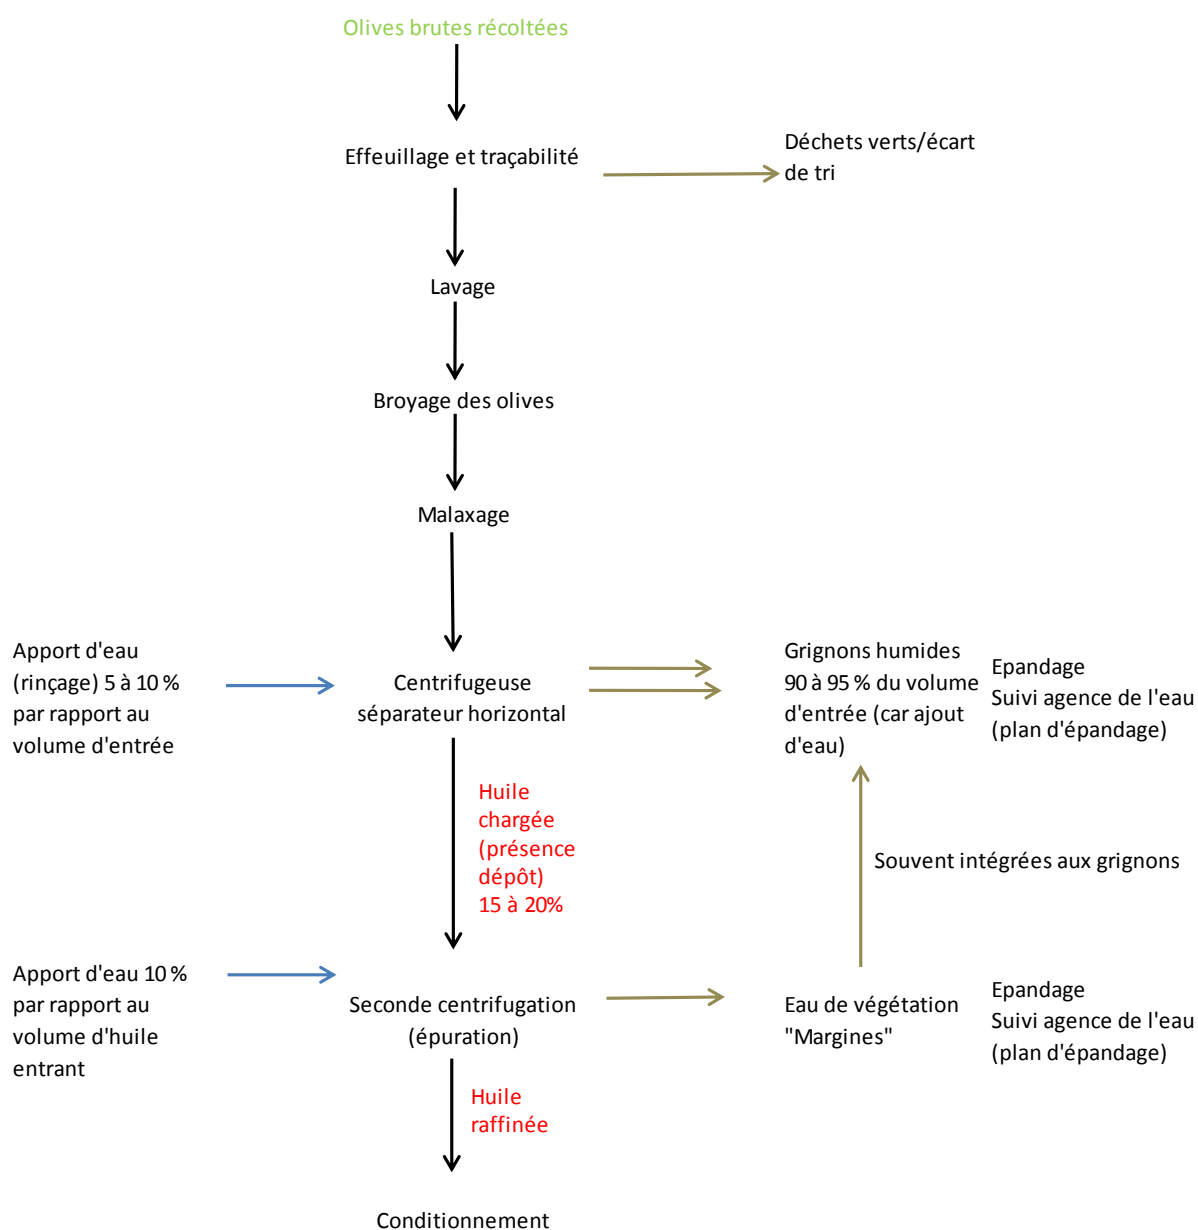 Olives brutes récoltées
Effeuillage et traçabilité
Déchets verts/écart
de tri
Lavage
Broyage des olives
Malaxage
Apport d'eau
(rinçage) 5 à 10 %
par rapport au
volume d'entrée
Centrifugeuse
séparateur horizontal
Grignons humides
90 à 95 % du volume
d'entrée (car ajout
d'eau)
Epandage
Suivi agence de l'eau
(plan d'épandage)
Huile
chargée
(présence
dépôt)
15 à 20%
Souvent intégrées aux grignons
Apport d'eau 10 %
par rapport au
volume d'huile
entrant
Seconde centrifugation
(épuration)
Eau de végétation
"Margines"
Epandage
Suivi agence de l'eau
(plan d'épandage)
Huile
raffinée
Conditionnement